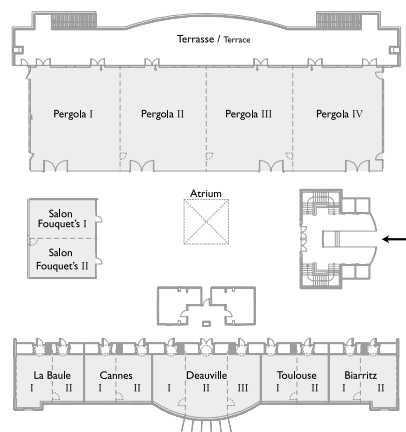 Terrasse / Terrace
Pergola I
Pergola II
Pergola III
Pergola IV
Atrium
Salon
Fouquet's I
Salon
Fouquet's II
La Baule
I II
Cannes
I II
Deauville
I II III
Toulouse
I II
Biarritz
I II